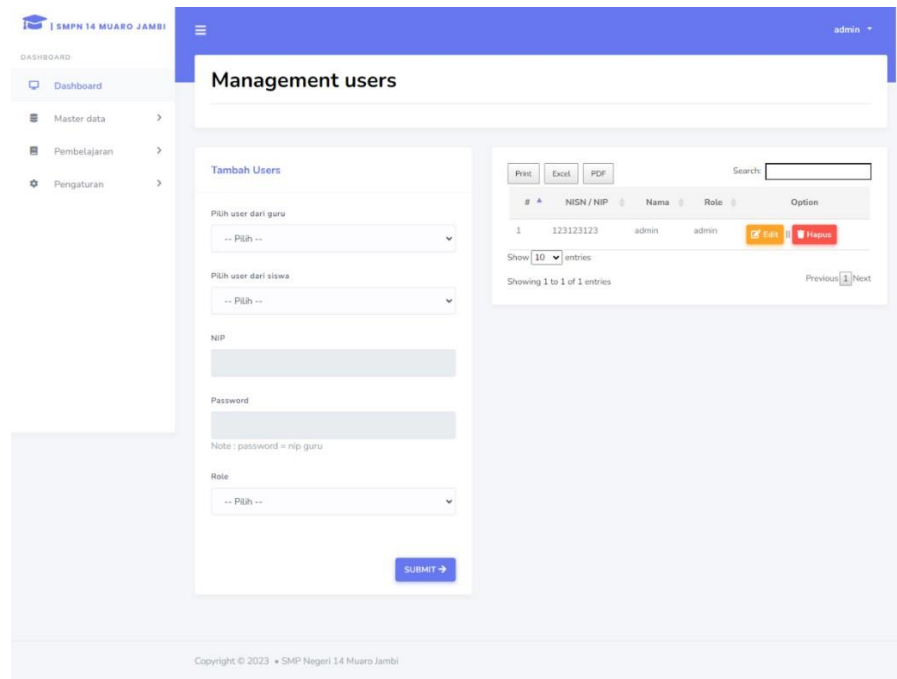 | SMPN 14 MUARO JAMBI
admin
DASHBOARD
Dashboard
Master data
Pembelajaran
Pengaturan
Management users
Tambah Users
Pilih user dari guru
-- Pilih --
Pilih user dari siswa
-- Pilih --
NIP
Password
Note : password = nip guru
Role
-- Pilih --
SUBMIT →
Print Excel PDF Search:
# NISN / NIP Nama Role Option
1 123123123 admin admin Edit || Hapus
Show 10 entries
Showing 1 to 1 of 1 entries Previous 1 Next
Copyright © 2023 • SMP Negeri 14 Muaro Jambi